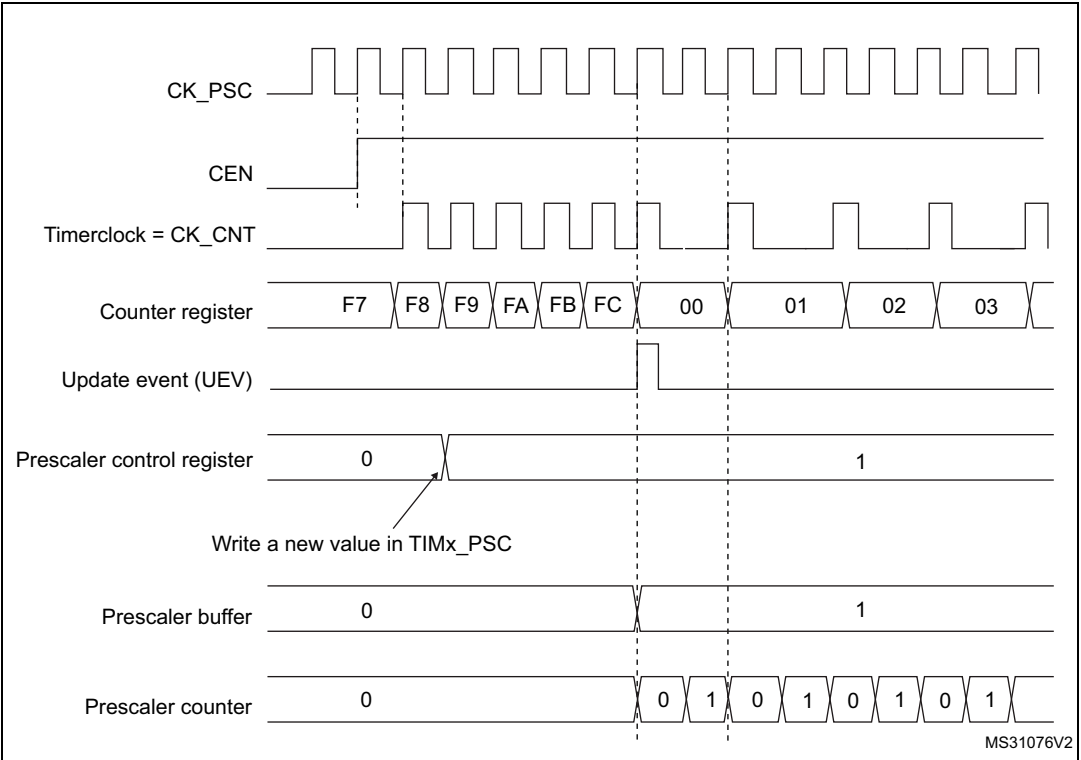 CK_PSC
CEN
Timerclock = CK_CNT
Counter register F7 F8 F9 FA FB FC 00 01 02 03
Update event (UEV)
Prescaler control register 0 1
Write a new value in TIMx_PSC
Prescaler buffer 0 1
Prescaler counter 0 0 1 0 1 0 1 0 1
MS31076V2